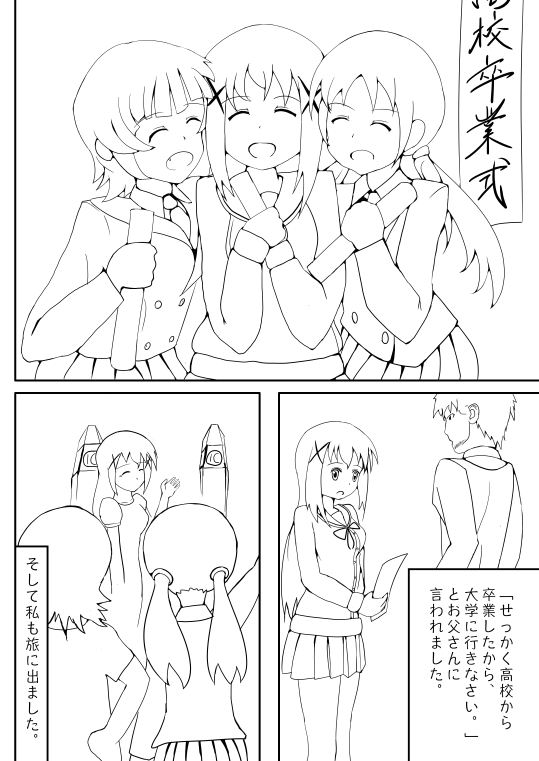 高校卒業式
「せっかく高校から
卒業したから、
大学に行きなさい。」
とお父さんに
言われました。
そして私も旅に出ました。